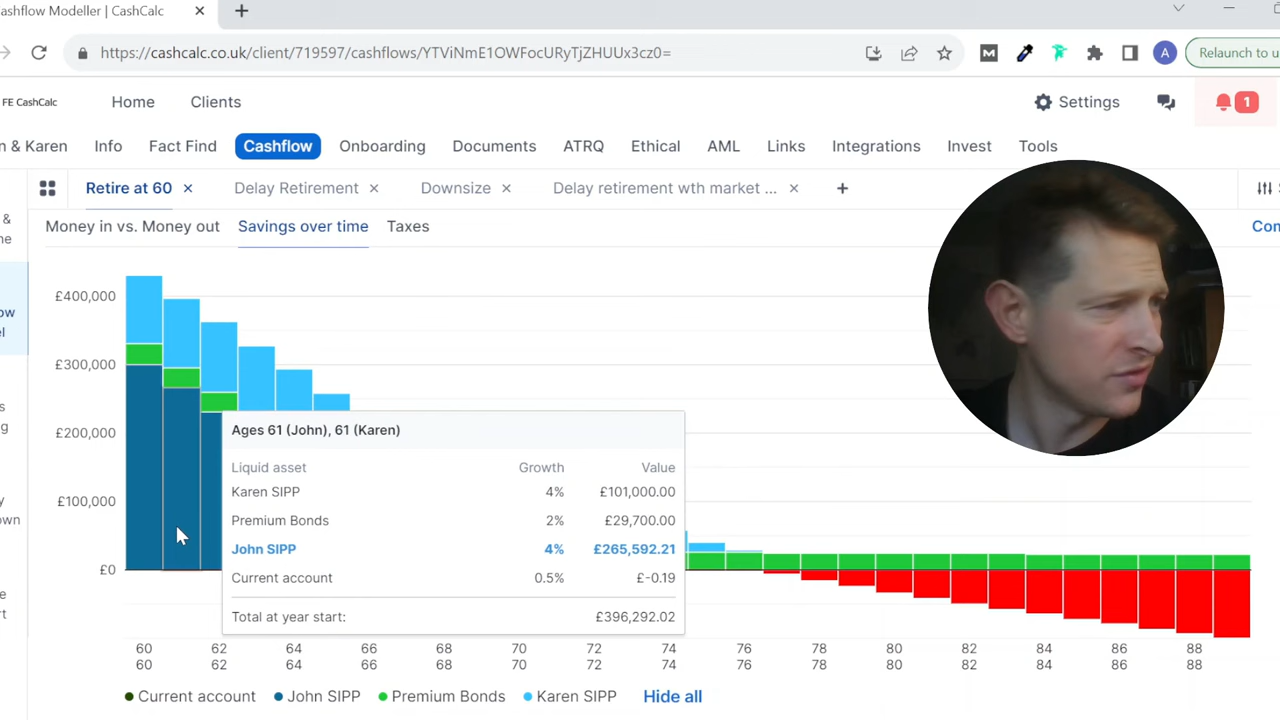 ashflow Modeller | CashCalc
https://cashcalc.co.uk/client/719597/cashflows/YTViNmE1OWFocURyTjZHUUx3cz0=
M
A
Relaunch to u
FE CashCalc
Home
Clients
Settings
1
n & Karen
Info
Fact Find
Cashflow
Onboarding
Documents
ATRQ
Ethical
AML
Links
Integrations
Invest
Tools
Retire at 60
Delay Retirement
Downsize
Delay retirement wth market ...
Money in vs. Money out
Savings over time
Taxes
Con
&
ne
ow
el
s
g
y
own
e
rt
£400,000
£300,000
£200,000
£100,000
£0
Ages 61 (John), 61 (Karen)
Liquid asset Growth Value
Karen SIPP 4% £101,000.00
Premium Bonds 2% £29,700.00
John SIPP 4% £265,592.21
Current account 0.5% £-0.19
Total at year start: £396,292.02
60 62 64 66 68 70 72 74 76 78 80 82 84 86 88
60 62 64 66 68 70 72 74 76 78 80 82 84 86 88
Current account
John SIPP
Premium Bonds
Karen SIPP
Hide all